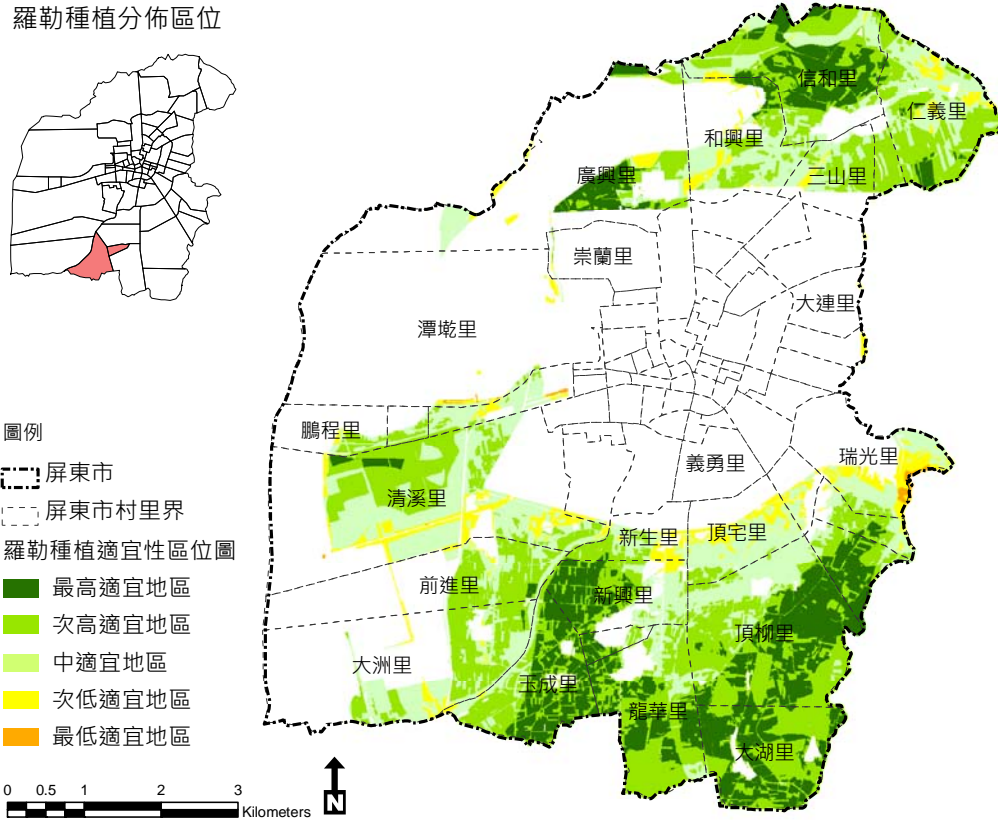 羅勒種植分佈區位
信和里
仁義里
和興里
廣興里
三山里
崇蘭里
大連里
潭墘里
鵬程里
義勇里
瑞光里
清溪里
新生里
頂宅里
前進里
新興里
頂柳里
大洲里
玉成里
龍華里
大湖里
圖例
屏東市
屏東市村里界
羅勒種植適宜性區位圖
最高適宜地區
次高適宜地區
中適宜地區
次低適宜地區
最低適宜地區
0 0.5 1 2 3
Kilometers
N